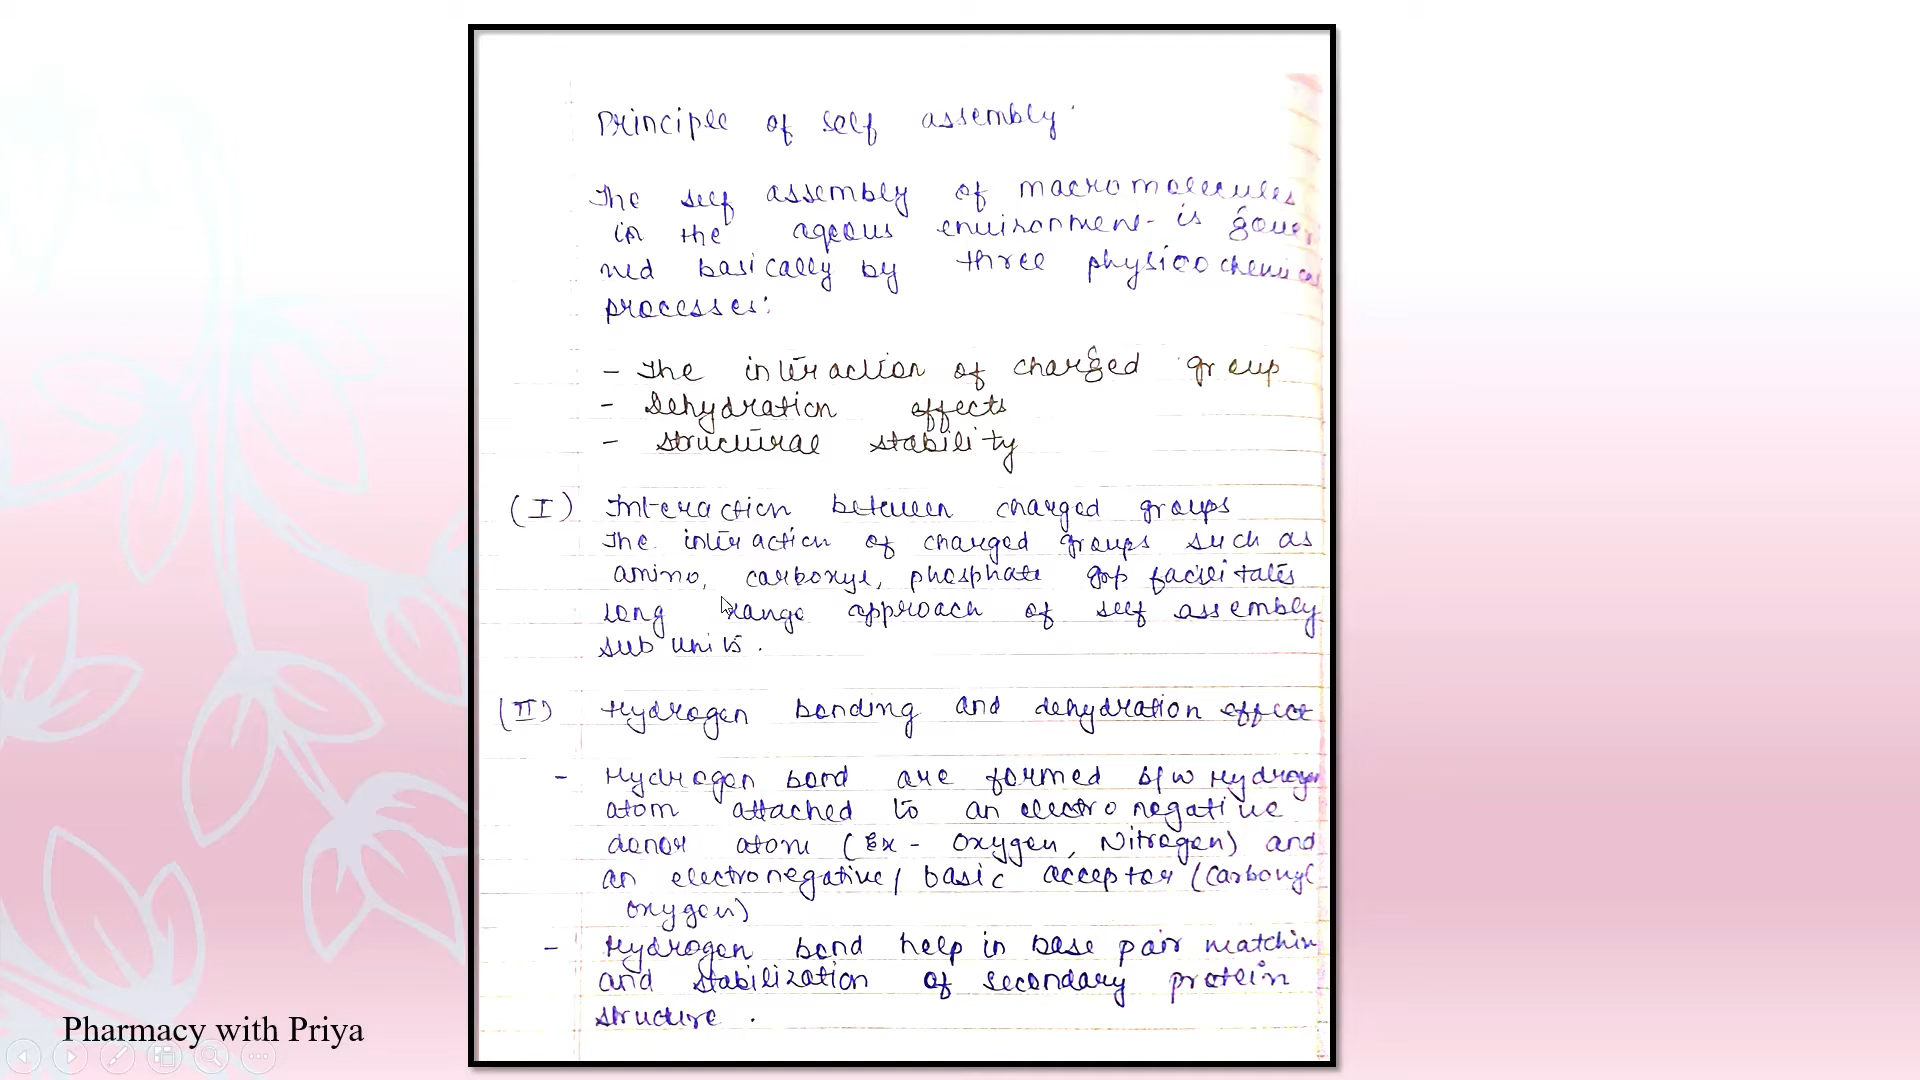 Principle of self assembly
The self assembly of macromolecules
in the aqeous environment is gover
ned basically by three physicochemical
processes:
- The interaction of charged group
- Dehydration effects
- structural stability
(I) Interaction between charged groups
The interaction of charged groups such as
amino, carboxyl, phosphate grp facilitates
long range approach of self assembly
sub units.
(II) Hydrogen bonding and dehydration effect
- Hydrogen bond are formed b/w Hydrogen
atom attached to an electronegative
donor atom (Ex - Oxygen, Nitrogen) and
an electronegative/ basic acceptor (carbonyl
oxygen)
- Hydrogen bond help in base pair matchin
and stabilization of secondary protein
structure.
Pharmacy with Priya